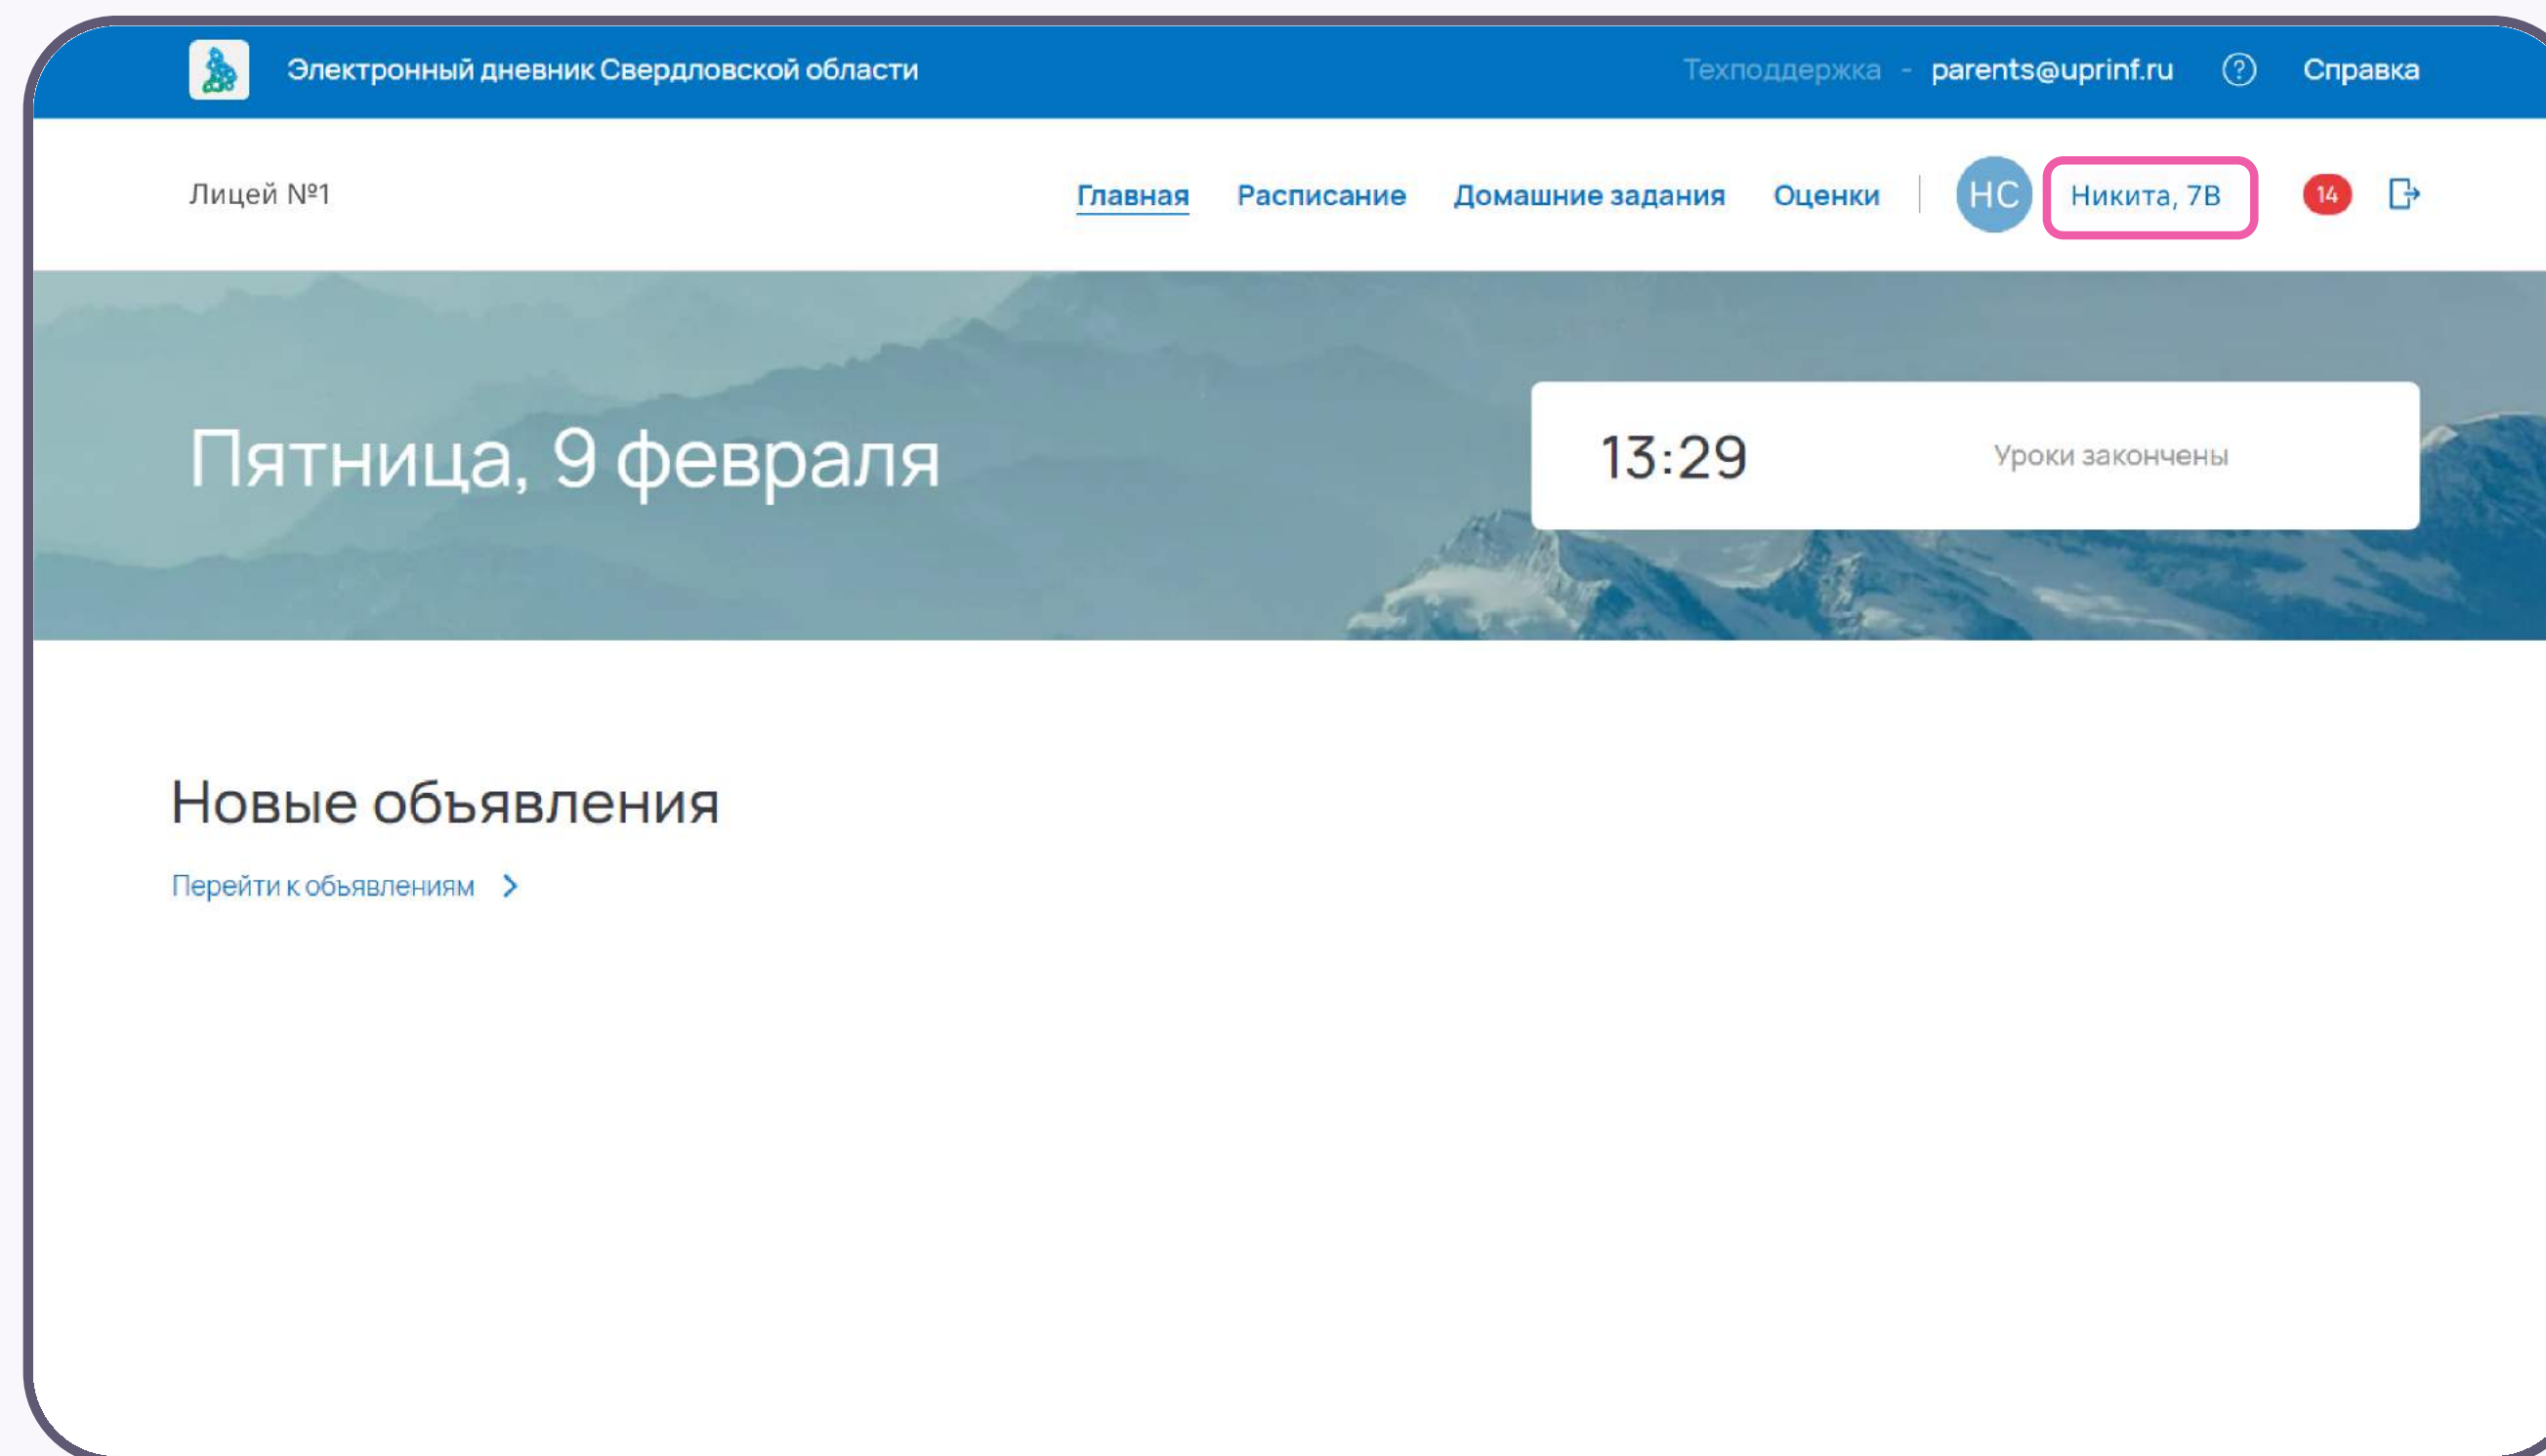 Электронный дневник Свердловской области
Техподдержка - parents@uprinf.ru ? Справка
Лицей №1
Главная Расписание Домашние задания Оценки НС Никита, 7В 14
Пятница, 9 февраля
13:29 Уроки закончены
Новые объявления
Перейти к объявлениям